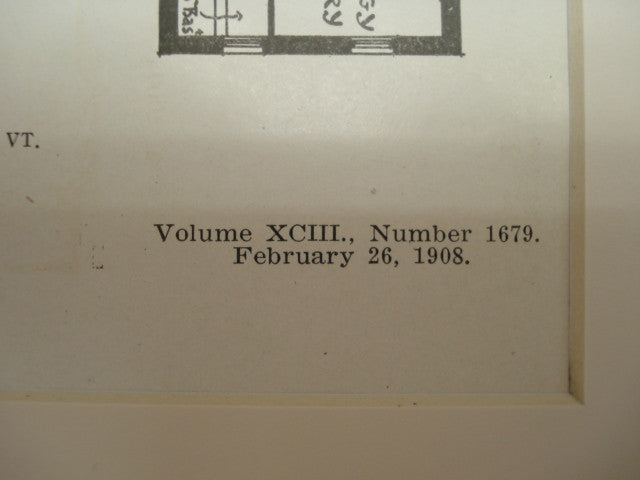 VT.
Volume XCIII., Number 1679.
February 26, 1908.